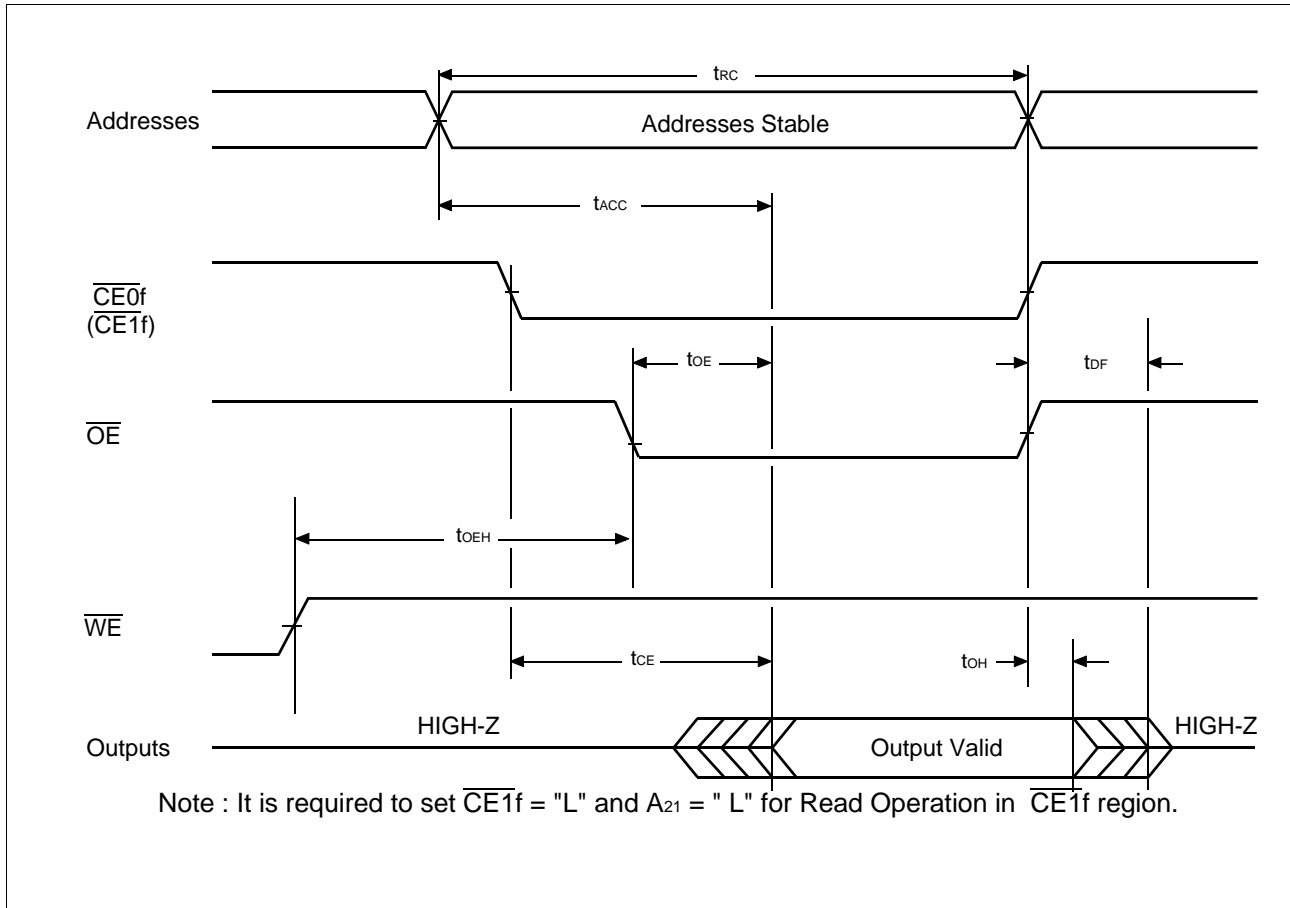 tRC
Addresses
Addresses Stable
tACC
CE0f
(CE1f)
tOE
tDF
OE
tOEH
WE
tCE
tOH
HIGH-Z
HIGH-Z
Outputs
Output Valid
Note : It is required to set CE1f = "L" and A21 = " L" for Read Operation in CE1f region.